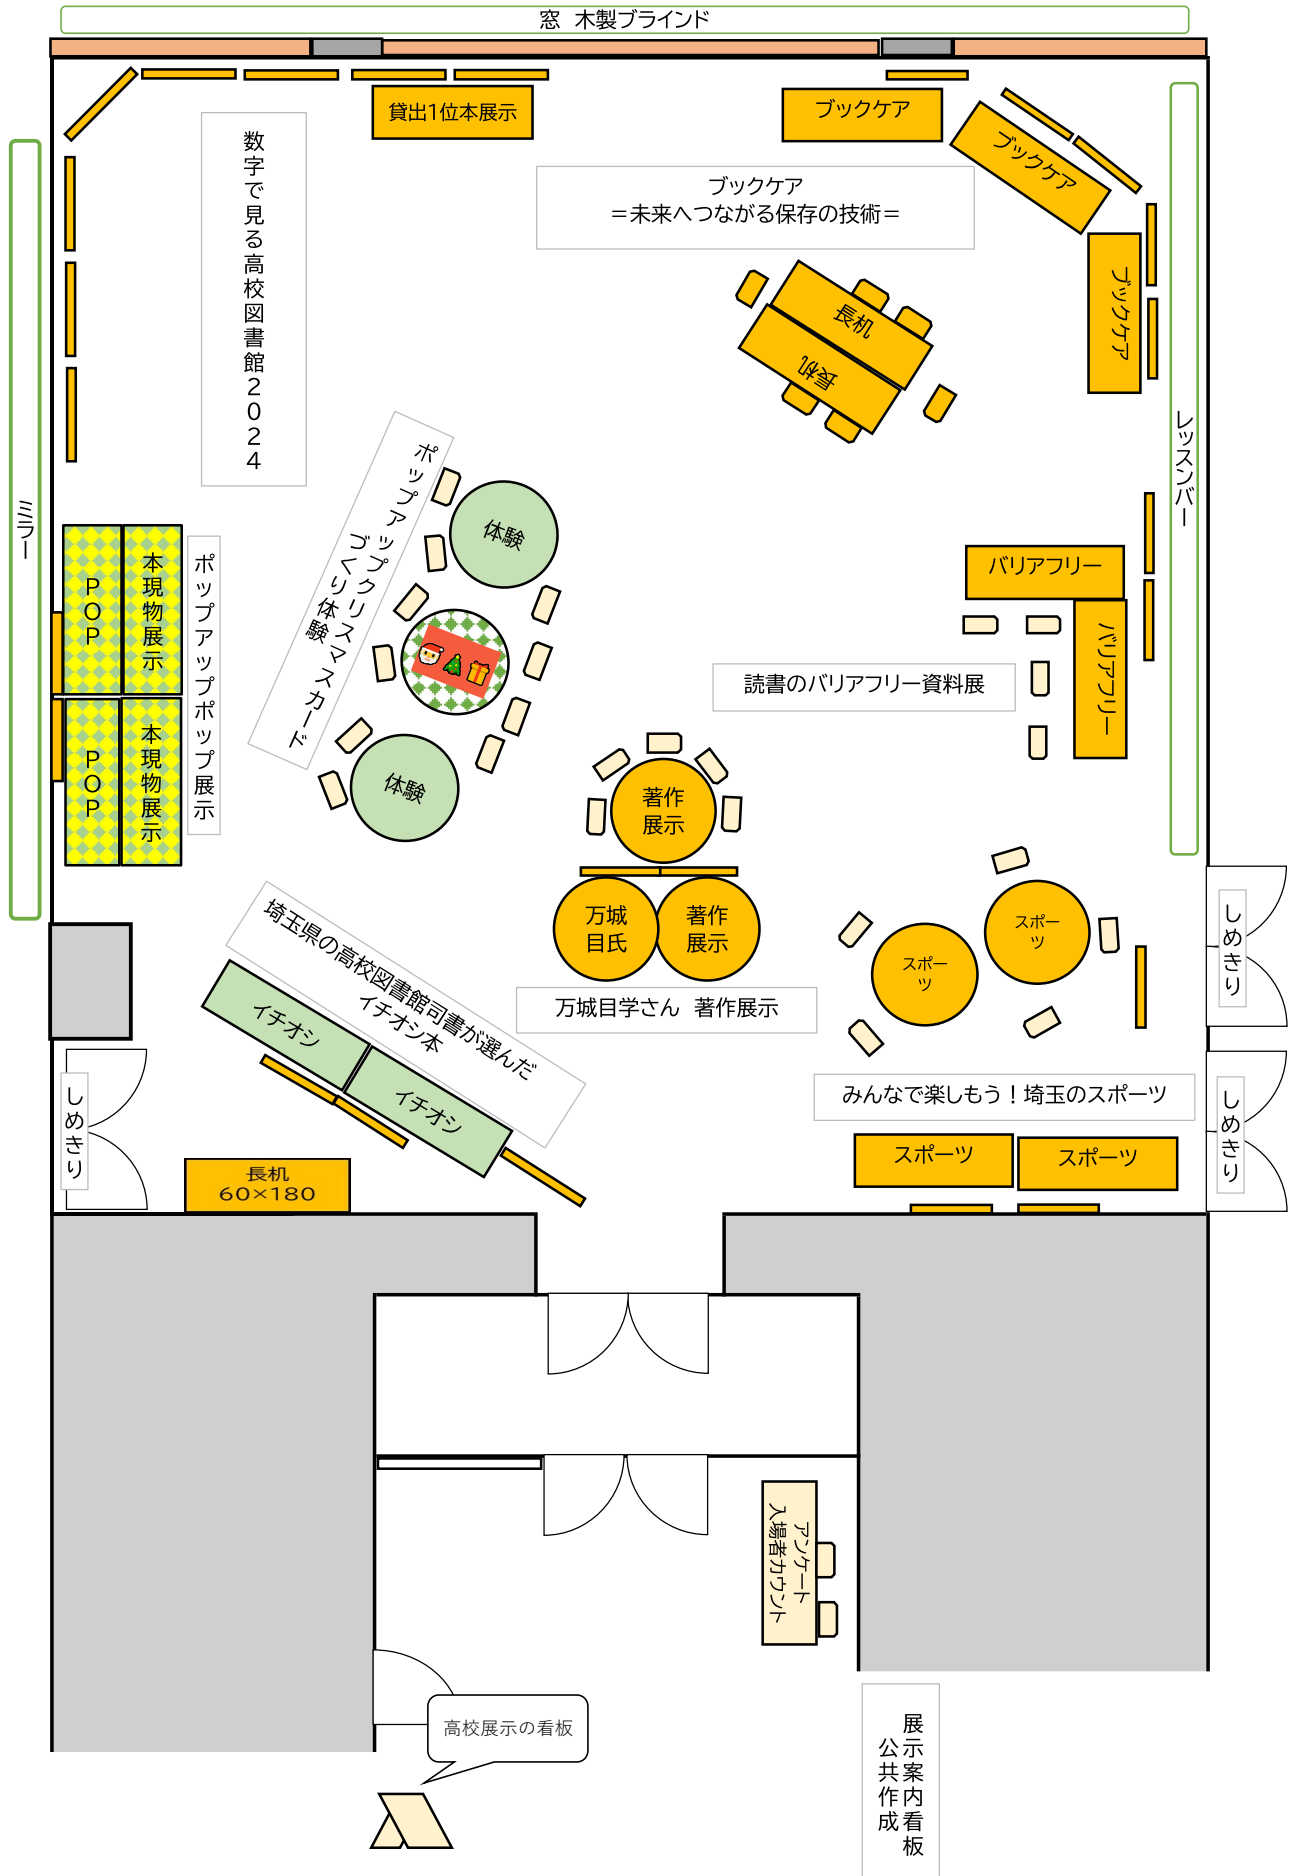 窓　木製ブラインド
貸出1位本展示
ブックケア
ブックケア
ブックケア
数字で見る高校図書館2024
ブックケア
＝未来へつながる保存の技術＝
長机
長机
レッスンバー
ミラー
ポップアップクリスマスカード
づくり体験
体験
体験
POP
本現物展示
POP
本現物展示
ポップアップポップ展示
バリアフリー
バリアフリー
読書のバリアフリー資料展
著作
展示
万城
目氏
著作
展示
万城目学さん　著作展示
スポー
ツ
スポー
ツ
しめきり
埼玉県の高校図書館司書が選んだ
イチオシ本
イチオシ
イチオシ
しめきり
しめきり
みんなで楽しもう！埼玉のスポーツ
スポーツ
スポーツ
長机
60×180
アンケート
入場者カウント
高校展示の看板
展示案内看板
公共作成